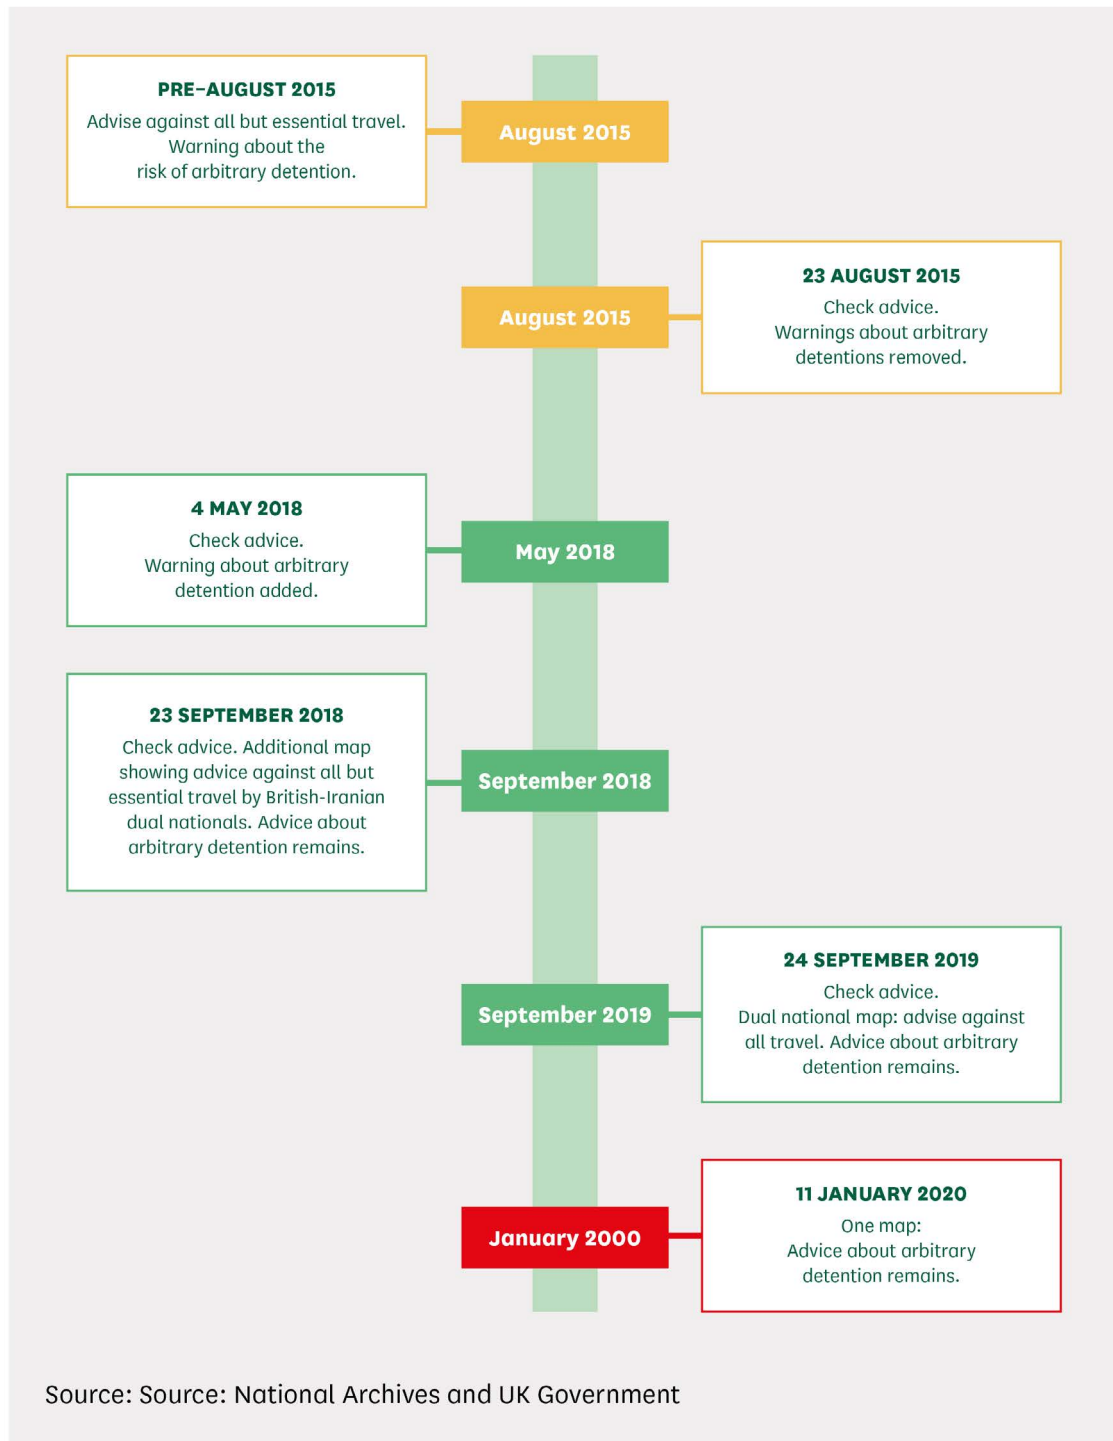 PRE-AUGUST 2015
Advise against all but essential travel.
Warning about the
risk of arbitrary detention.
August 2015
23 AUGUST 2015
Check advice.
Warnings about arbitrary
detentions removed.
August 2015
4 MAY 2018
Check advice.
Warning about arbitrary
detention added.
May 2018
23 SEPTEMBER 2018
Check advice. Additional map
showing advice against all but
essential travel by British-Iranian
dual nationals. Advice about
arbitrary detention remains.
September 2018
24 SEPTEMBER 2019
Check advice.
Dual national map: advise against
all travel. Advice about arbitrary
detention remains.
September 2019
11 JANUARY 2020
One map:
Advice about arbitrary
detention remains.
January 2000
Source: Source: National Archives and UK Government